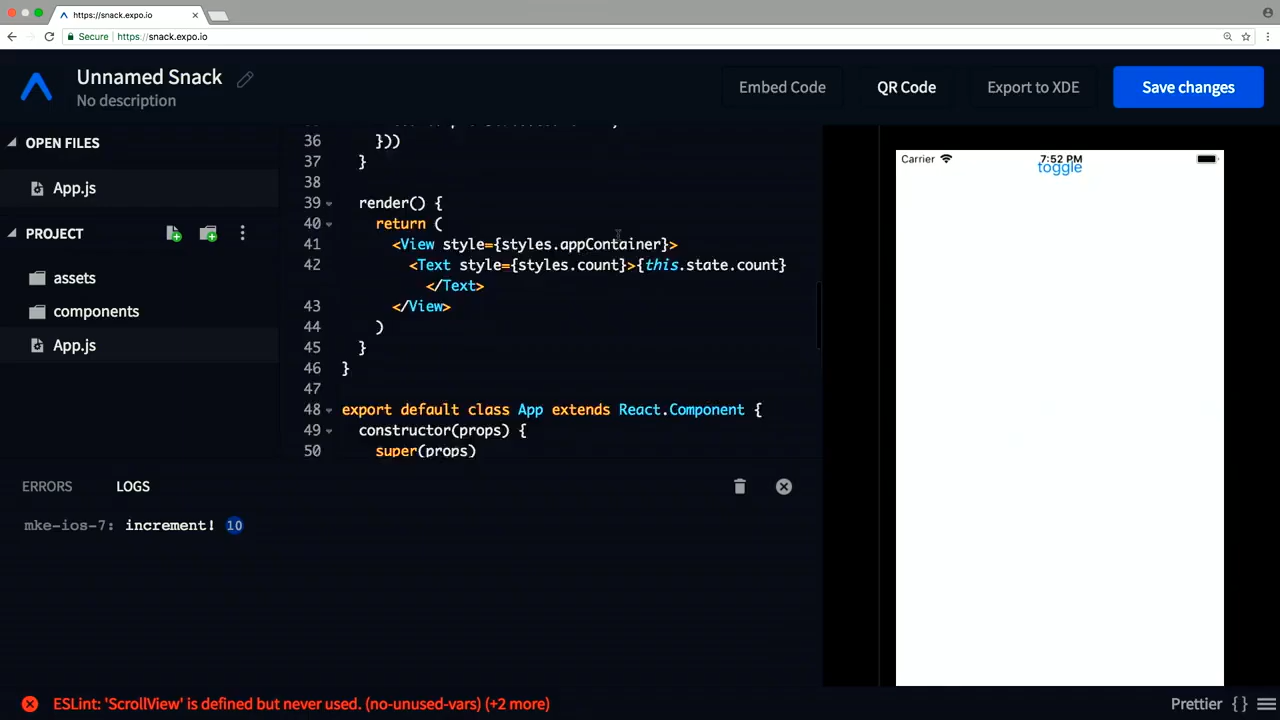 https://snack.expo.io
Secure https://snack.expo.io
Unnamed Snack
No description
Embed Code
QR Code
Export to XDE
Save changes
OPEN FILES
App.js
PROJECT
assets
components
App.js
36 }))
37 }
38
39 render() {
40 return (
41 <View style={styles.appContainer}>
42 <Text style={styles.count}>{this.state.count}
</Text>
43 </View>
44 )
45 }
46 }
47
48 export default class App extends React.Component {
49 constructor(props) {
50 super(props)
ERRORS
LOGS
mke-ios-7: increment! 10
ESLint: 'ScrollView' is defined but never used. (no-unused-vars) (+2 more)
Prettier { }
Carrier
7:52 PM
toggle